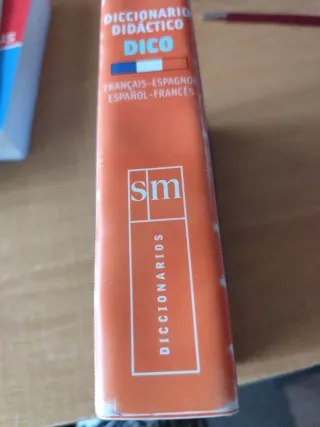 DICCIONARIO
DIDÁCTICO
DICO
FRANÇAIS-ESPAGNOL
ESPAÑOL-FRANCÉS
sm
DICCIONARIOS